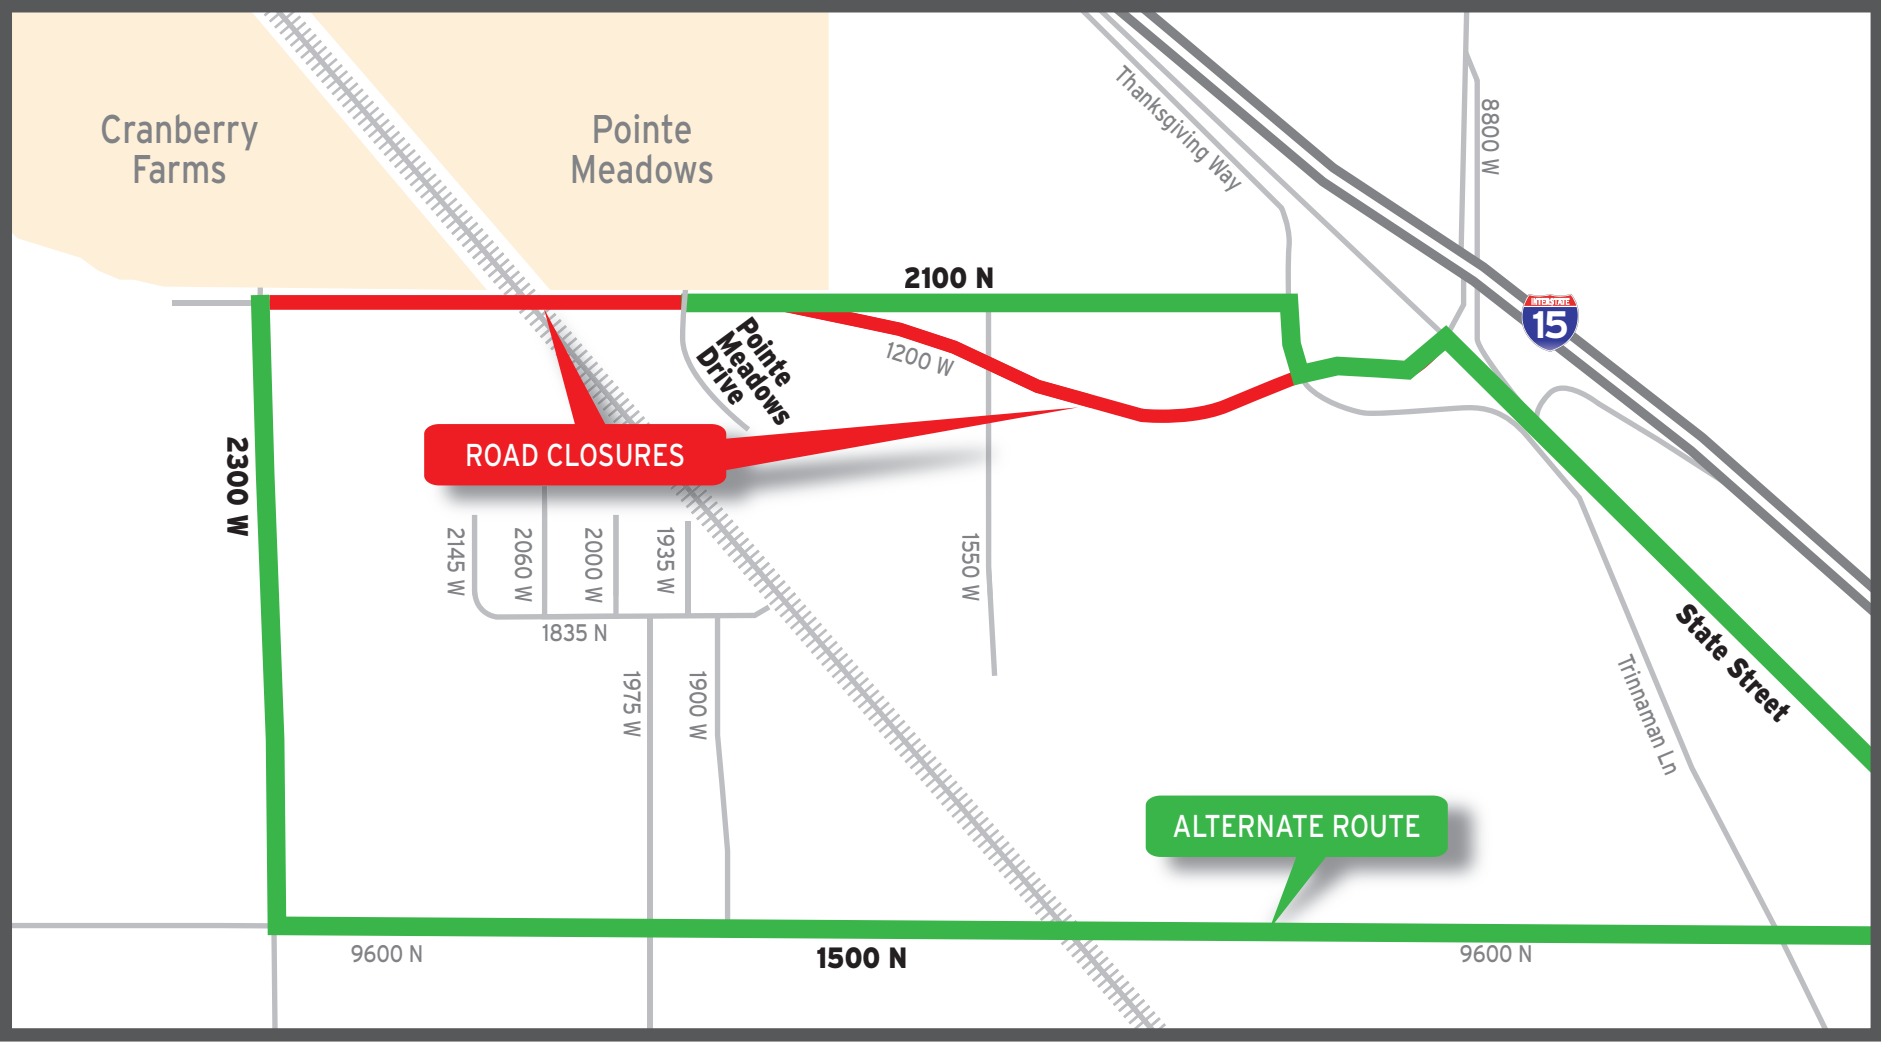 Cranberry
Farms
Pointe
Meadows
Thanksgiving Way
8800 W
2100 N
INTERSTATE
15
Pointe
Meadows
Drive
1200 W
2300 W
ROAD CLOSURES
2145 W
2060 W
2000 W
1935 W
1550 W
1835 N
1975 W
1900 W
State Street
Trinnaman Ln
ALTERNATE ROUTE
9600 N
1500 N
9600 N